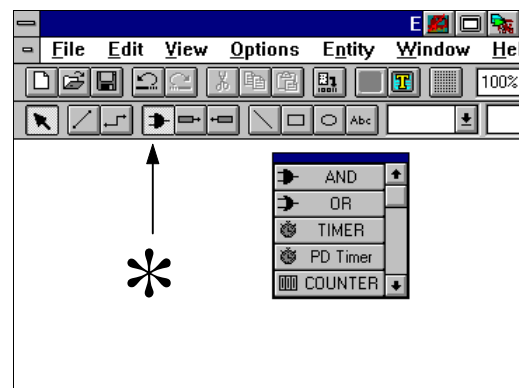 E
File Edit View Options Entity Window He
100%
Abc
AND
OR
TIMER
PD Timer
COUNTER